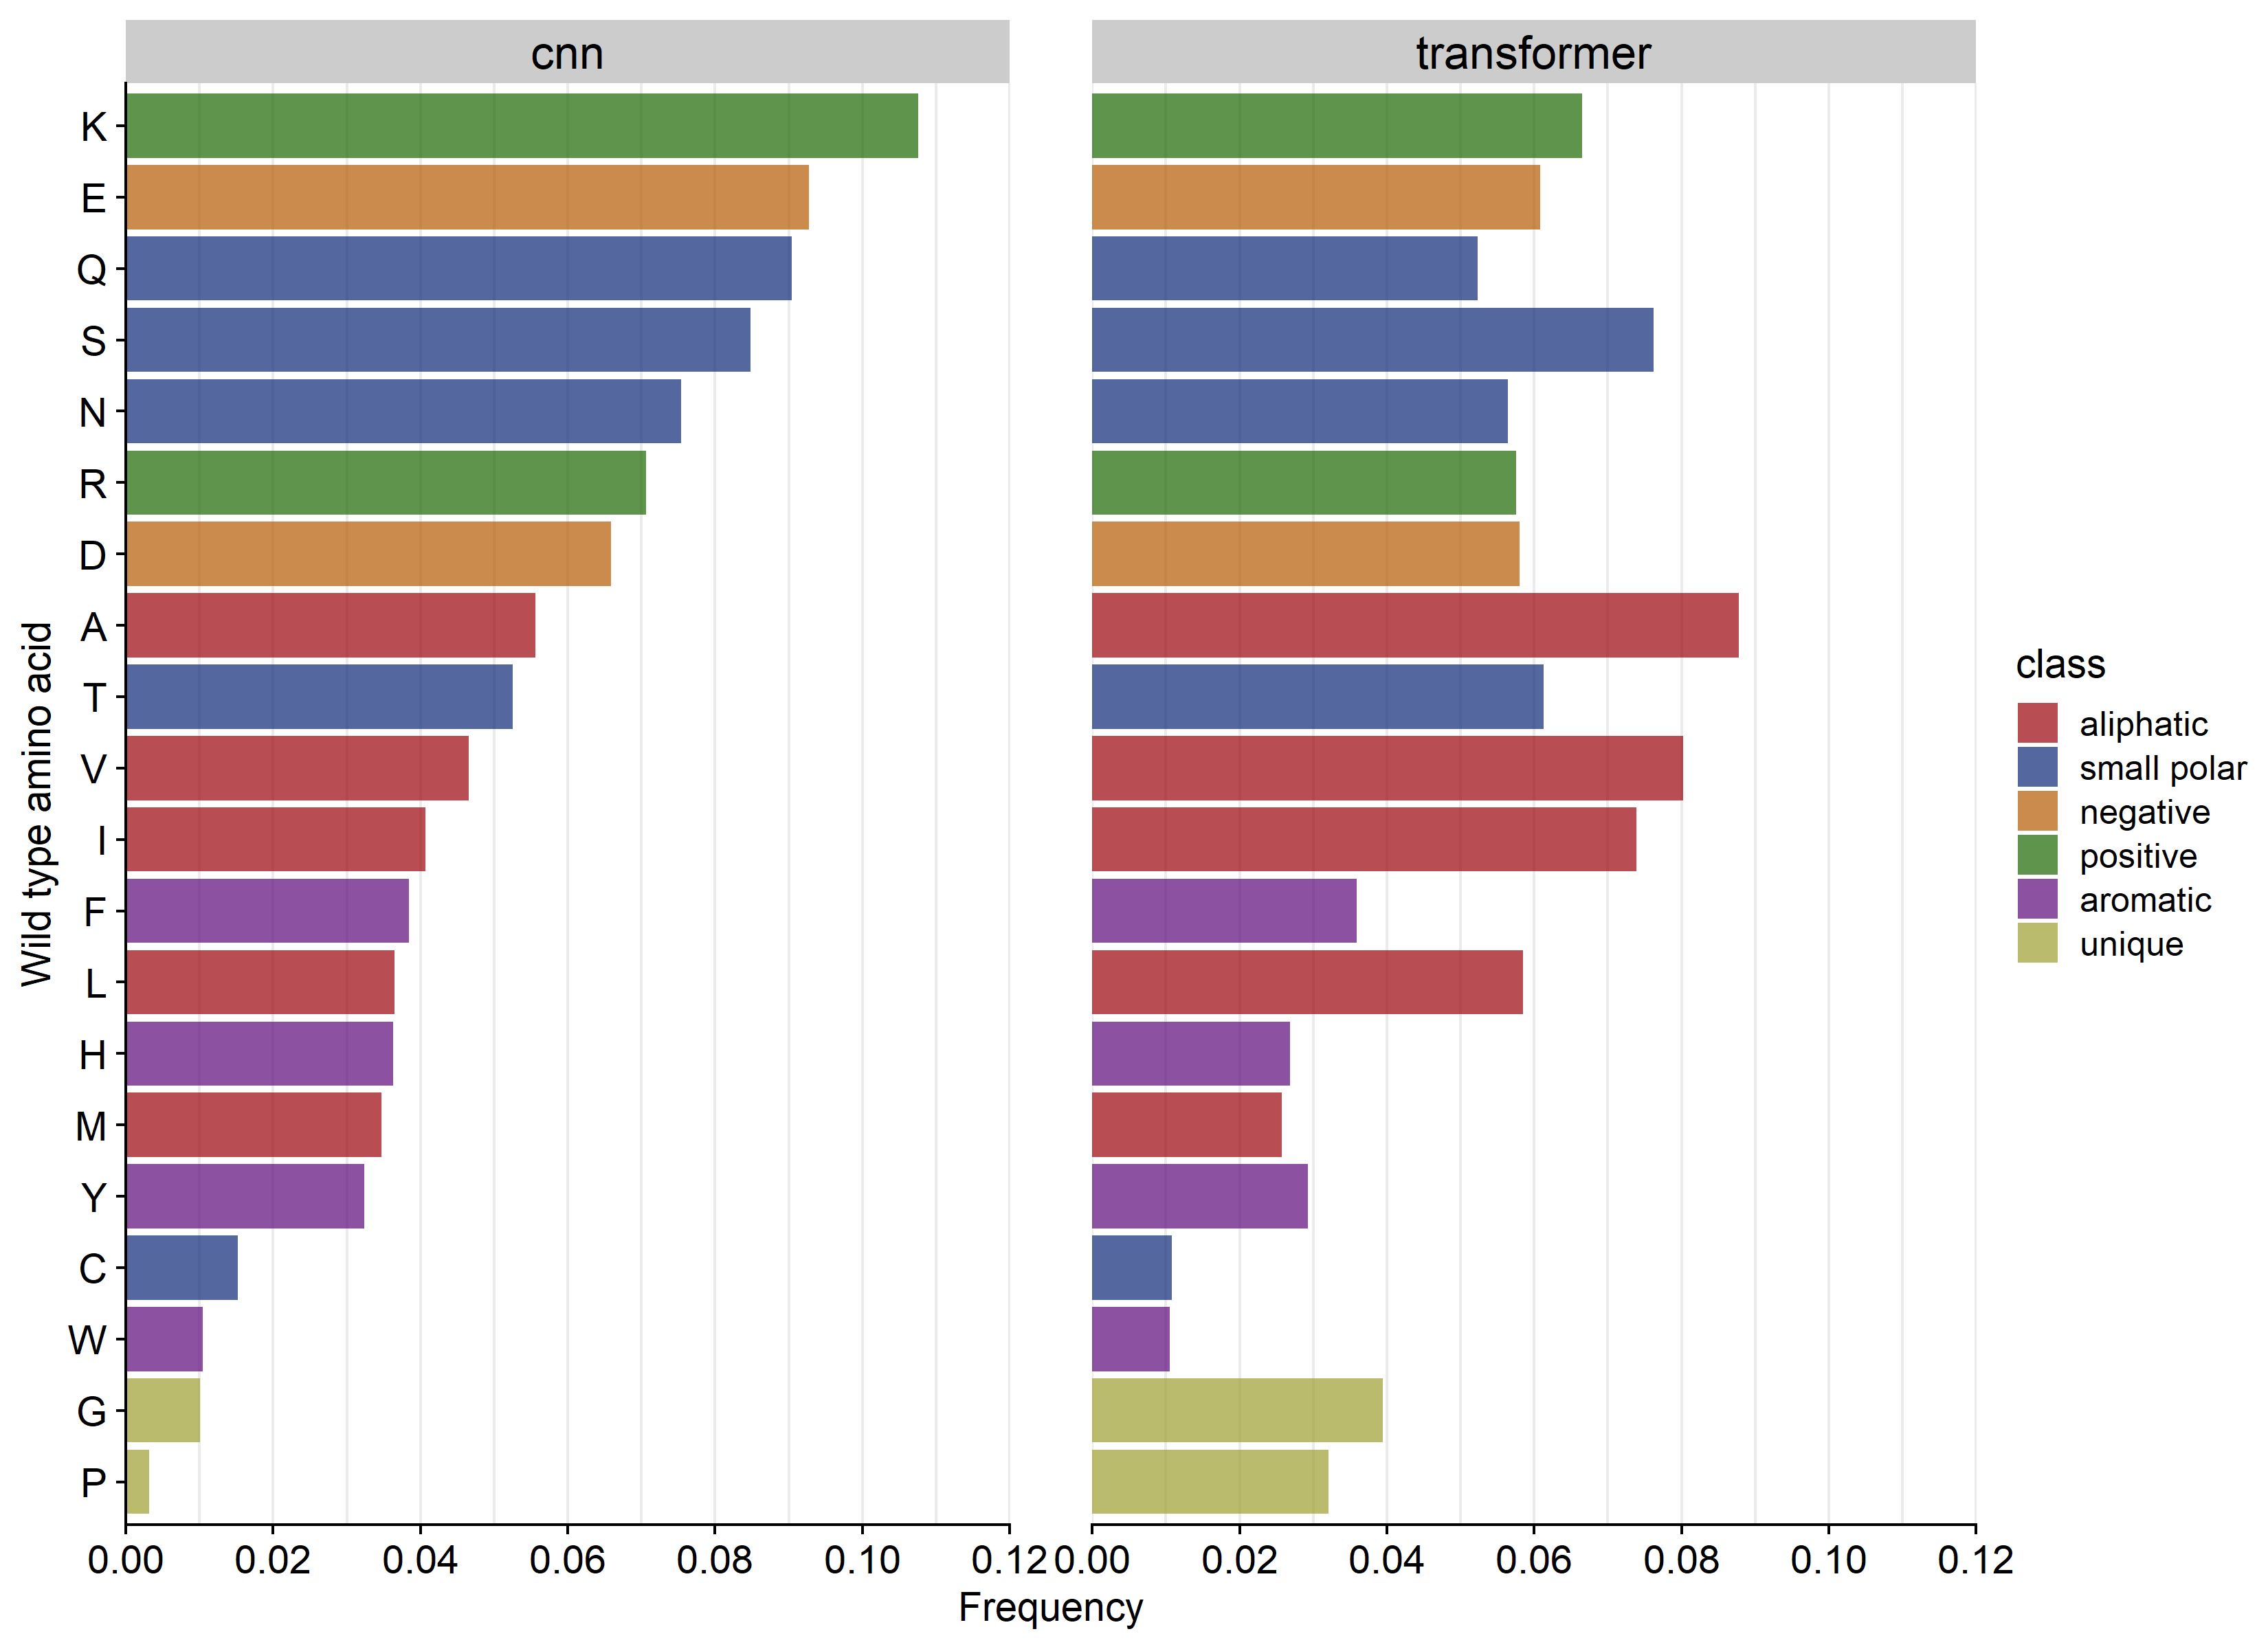 cnn
transformer
Wild type amino acid
K
E
Q
S
N
R
D
A
T
V
I
F
L
H
M
Y
C
W
G
P
0.00 0.02 0.04 0.06 0.08 0.10 0.12
0.00 0.02 0.04 0.06 0.08 0.10 0.12
Frequency
class
aliphatic
small polar
negative
positive
aromatic
unique